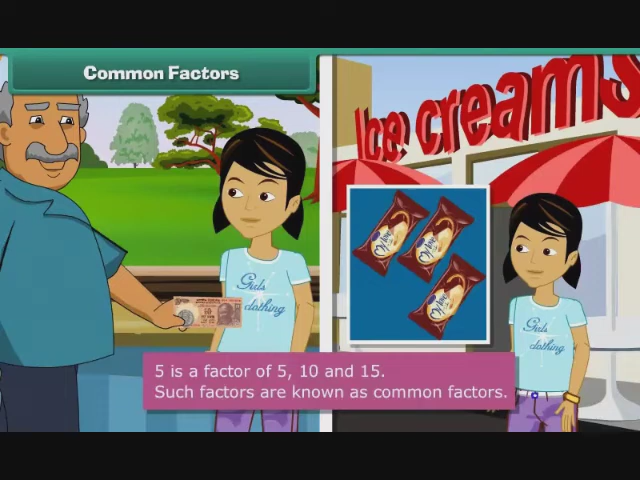 Common Factors
Ice creams
Girls
clothing
Girls
clothing
5 is a factor of 5, 10 and 15.
Such factors are known as common factors.